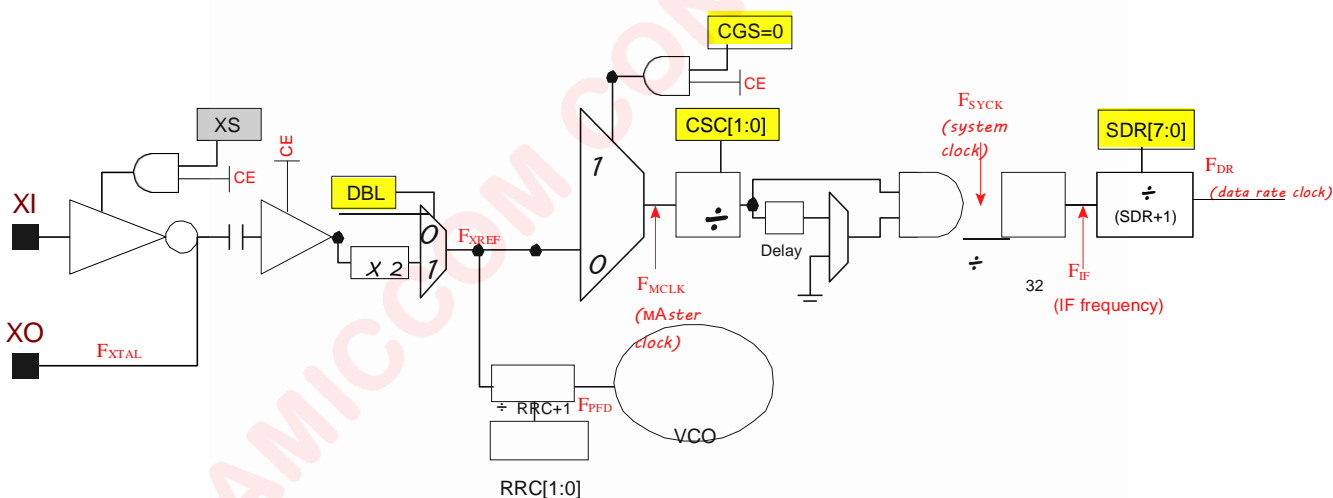 CGS=0
CE
XS
CE
CE
XI
DBL
0
1
X 2
FXREF
1
0
FMCLK
(MAster
clock)
CSC[1:0]
÷
Delay
FSYCK
(system
clock)
÷
32
FIF
(IF frequency)
SDR[7:0]
÷
(SDR+1)
FDR
(data rate clock)
XO
FXTAL
÷ RRC+1
FPFD
VCO
RRC[1:0]
AMICCOM CON